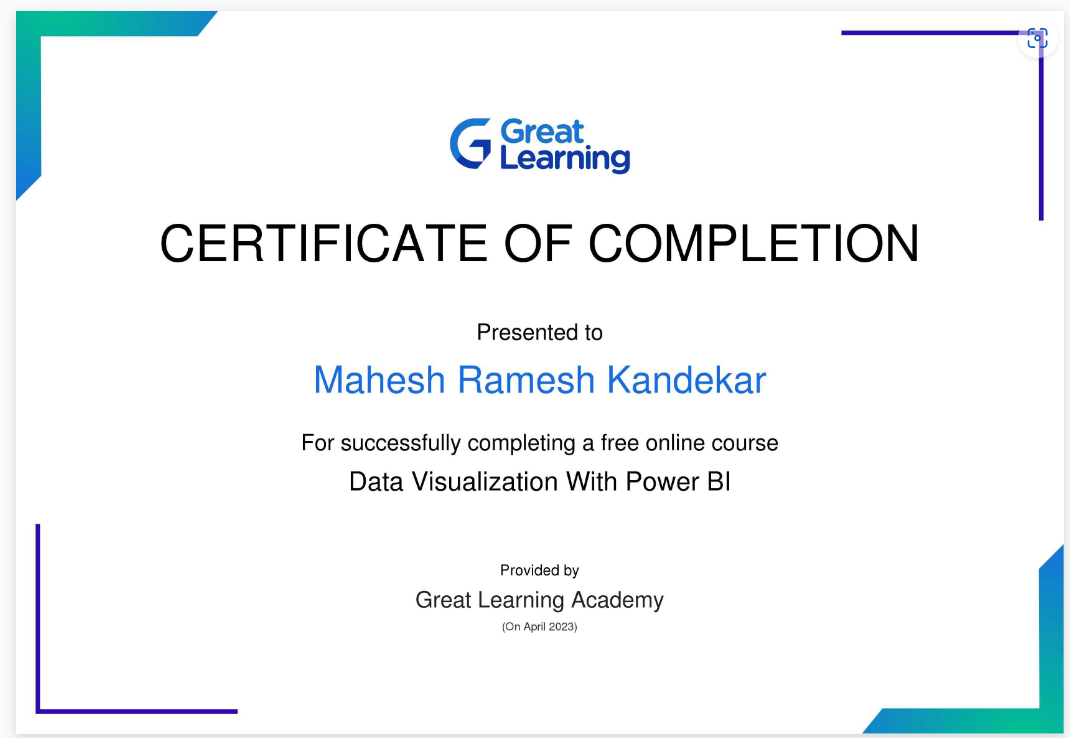 Great
Learning
CERTIFICATE OF COMPLETION
Presented to
Mahesh Ramesh Kandekar
For successfully completing a free online course
Data Visualization With Power BI
Provided by
Great Learning Academy
(On April 2023)